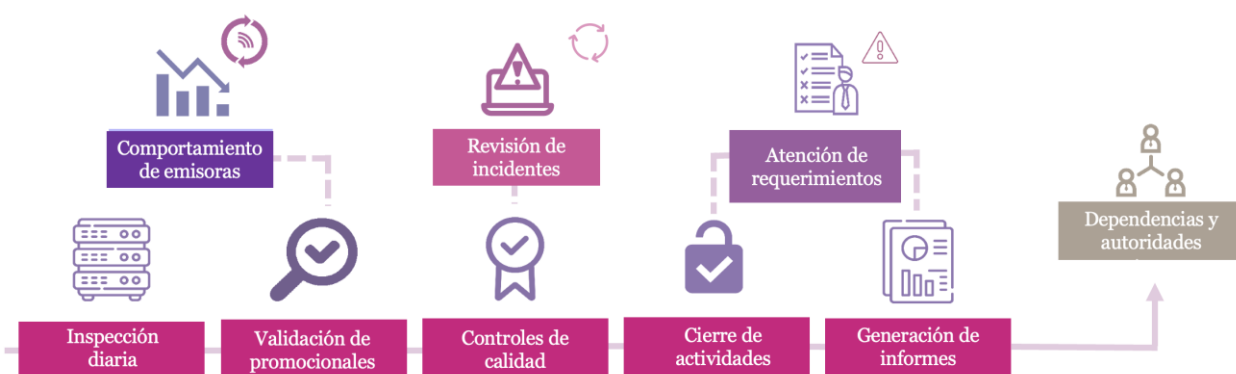 Comportamiento
de emisoras
Revisión de
incidentes
Atención de
requerimientos
Dependencias y
autoridades
Inspección
diaria
Validación de
promocionales
Controles de
calidad
Cierre de
actividades
Generación de
informes